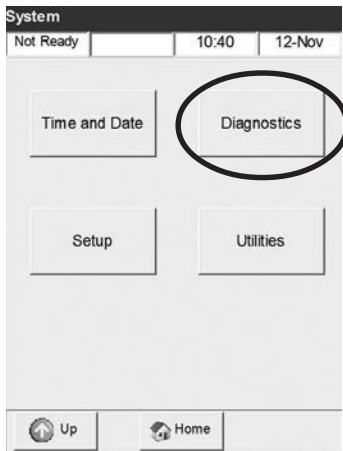 System
Not Ready 10:40 12-Nov
Time and Date Diagnostics
Setup Utilities
Up Home